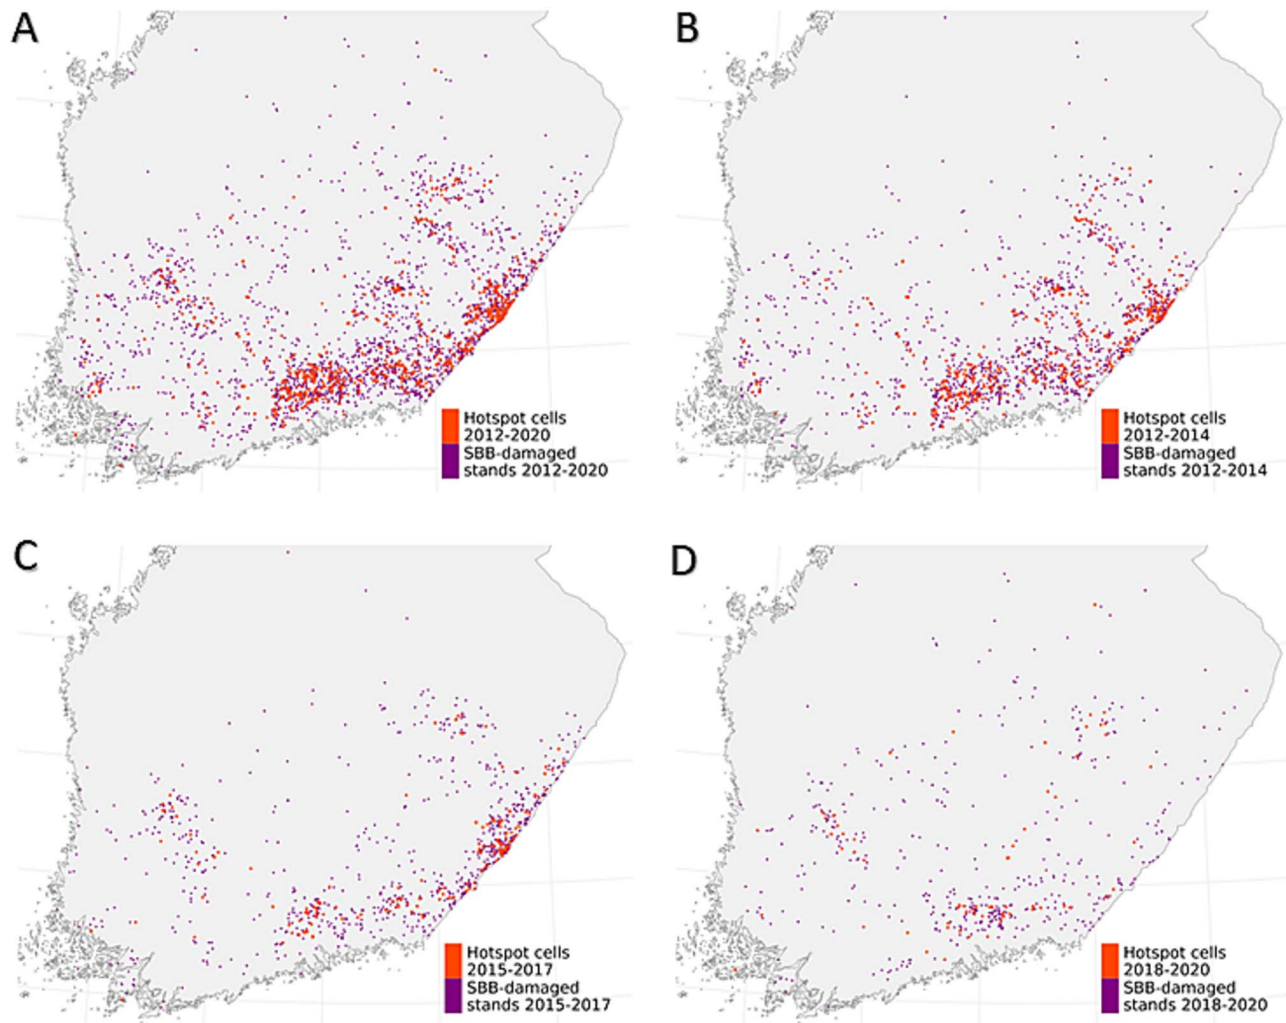 A
B
Hotspot cells
2012-2020
SBB-damaged
stands 2012-2020
Hotspot cells
2012-2014
SBB-damaged
stands 2012-2014
C
D
Hotspot cells
2015-2017
SBB-damaged
stands 2015-2017
Hotspot cells
2018-2020
SBB-damaged
stands 2018-2020